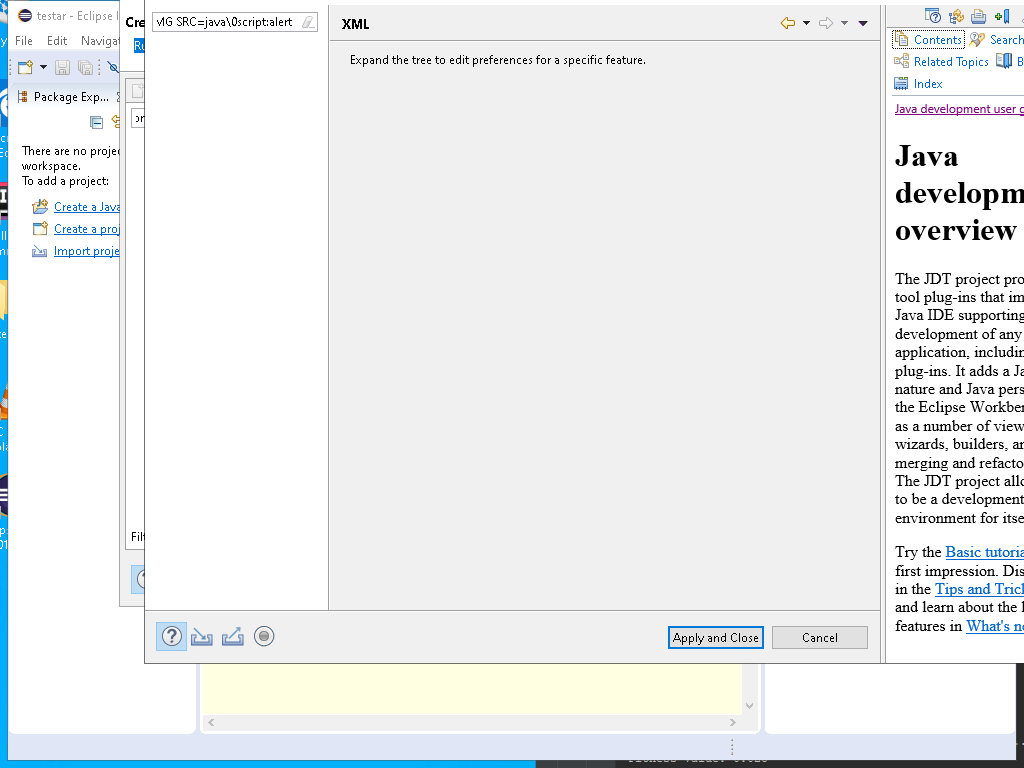 testar - Eclipse
File Edit Navigat
Package Exp...
There are no proje
workspace.
To add a project:
Create a Java
Create a proj
Import proje
Cre
Ru
Filt
MG SRC=java\0script:alert
XML
Expand the tree to edit preferences for a specific feature.
Apply and Close
Cancel
Contents
Search
Related Topics
B
Index
Java development user g
Java
developm
overview
The JDT project pro
tool plug-ins that im
Java IDE supporting
development of any
application, includin
plug-ins. It adds a Ja
nature and Java pers
the Eclipse Workben
as a number of view
wizards, builders, an
merging and refacto
The JDT project allo
to be a development
environment for itse
Try the Basic tutoria
first impression. Dis
in the Tips and Trick
and learn about the l
features in What's ne